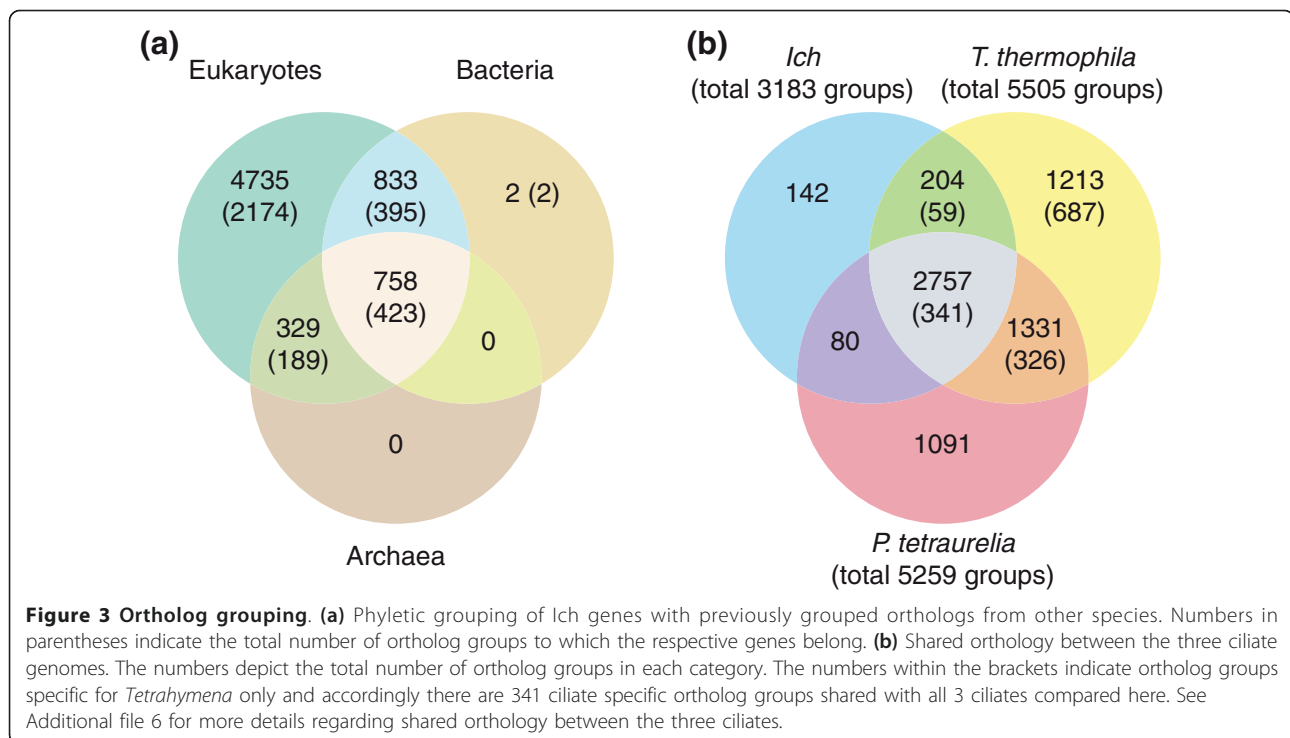 (a)
Eukaryotes
Bacteria
4735
(2174)
833
(395)
2 (2)
758
(423)
329
(189)
0
0
Archaea
(b)
Ich
(total 3183 groups)
T. thermophila
(total 5505 groups)
142
204
(59)
1213
(687)
2757
(341)
80
1331
(326)
1091
P. tetraurelia
(total 5259 groups)
Figure 3 Ortholog grouping. (a) Phyletic grouping of Ich genes with previously grouped orthologs from other species. Numbers in
parentheses indicate the total number of ortholog groups to which the respective genes belong. (b) Shared orthology between the three ciliate
genomes. The numbers depict the total number of ortholog groups in each category. The numbers within the brackets indicate ortholog groups
specific for Tetrahymena only and accordingly there are 341 ciliate specific ortholog groups shared with all 3 ciliates compared here. See
Additional file 6 for more details regarding shared orthology between the three ciliates.